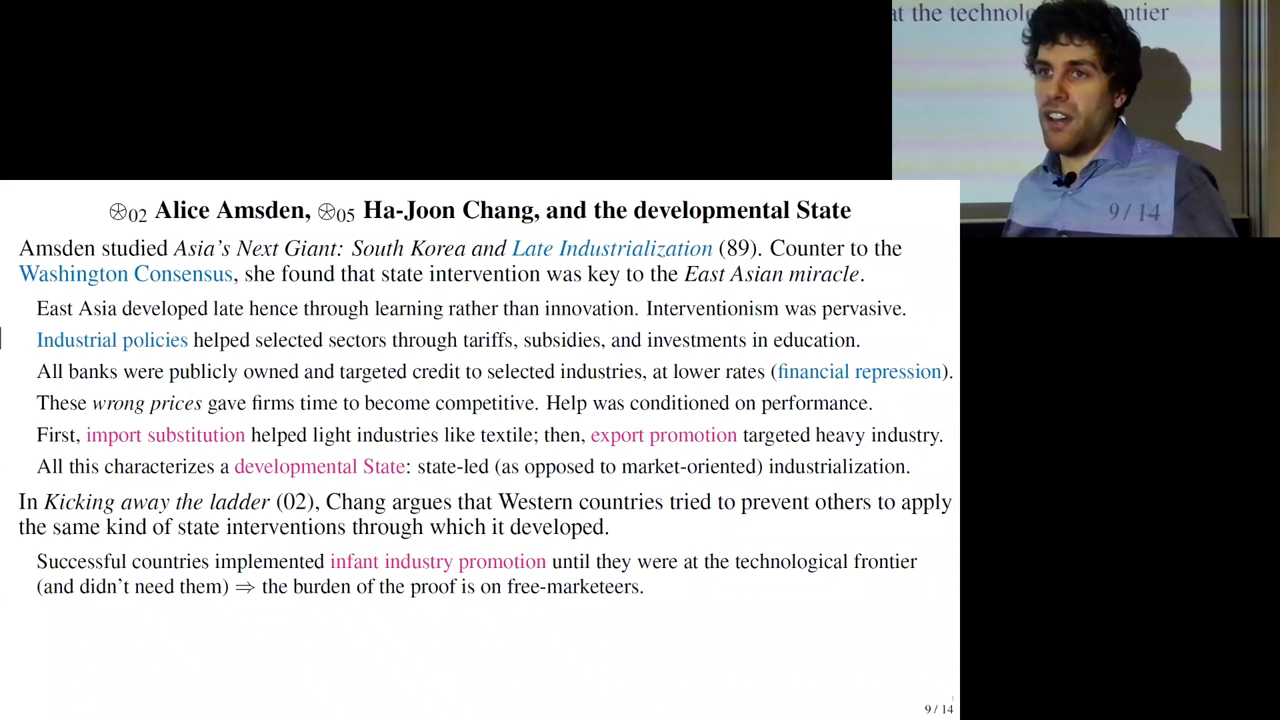 at the technolo ntier
9 / 14
⊛02 Alice Amsden, ⊛05 Ha-Joon Chang, and the developmental State
Amsden studied Asia's Next Giant: South Korea and Late Industrialization (89). Counter to the
Washington Consensus, she found that state intervention was key to the East Asian miracle.
East Asia developed late hence through learning rather than innovation. Interventionism was pervasive.
Industrial policies helped selected sectors through tariffs, subsidies, and investments in education.
All banks were publicly owned and targeted credit to selected industries, at lower rates (financial repression).
These wrong prices gave firms time to become competitive. Help was conditioned on performance.
First, import substitution helped light industries like textile; then, export promotion targeted heavy industry.
All this characterizes a developmental State: state-led (as opposed to market-oriented) industrialization.
In Kicking away the ladder (02), Chang argues that Western countries tried to prevent others to apply
the same kind of state interventions through which it developed.
Successful countries implemented infant industry promotion until they were at the technological frontier
(and didn't need them) ⇒ the burden of the proof is on free-marketeers.
9 / 14